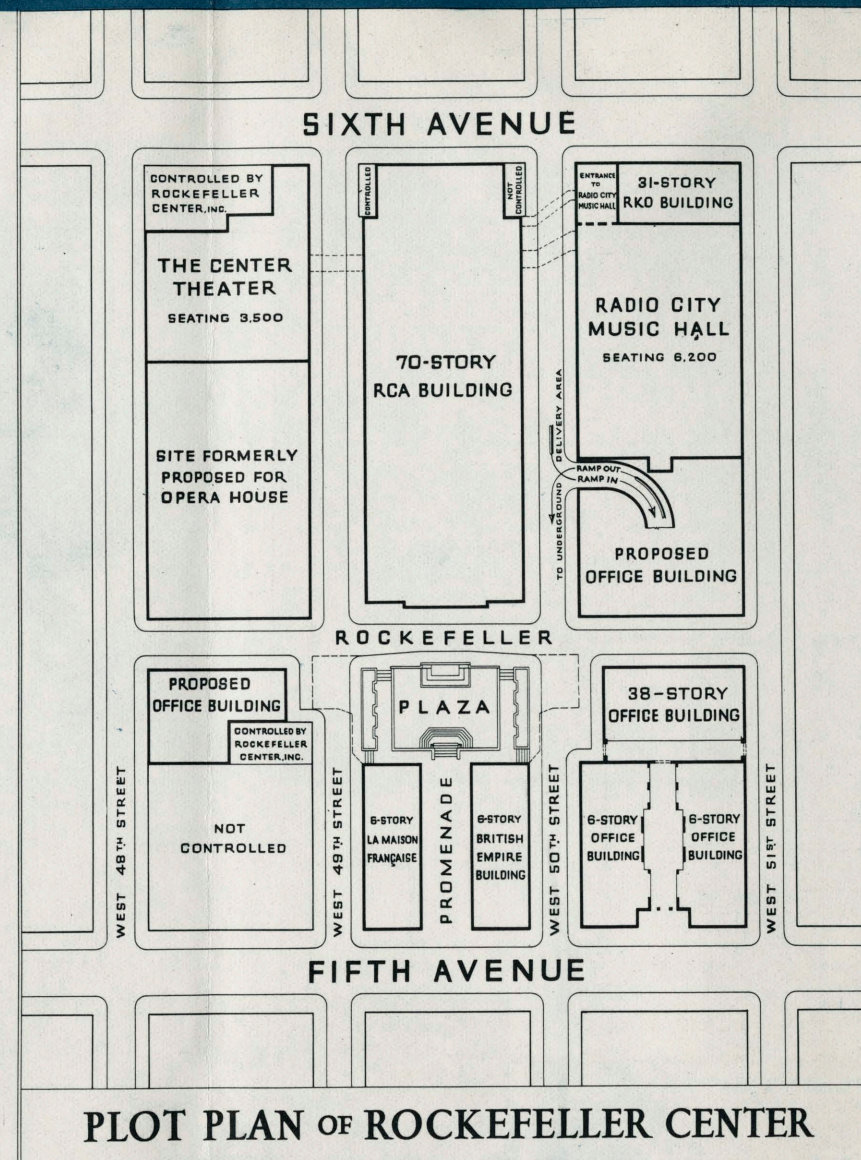 SIXTH AVENUE
CONTROLLED BY
ROCKEFELLER
CENTER, INC.
THE CENTER
THEATER
SEATING 3,500
SITE FORMERLY
PROPOSED FOR
OPERA HOUSE
CONTROLLED
NOT
CONTROLLED
70-STORY
RCA BUILDING
ENTRANCE
TO
RADIO CITY
MUSIC HALL
31-STORY
RKO BUILDING
RADIO CITY
MUSIC HALL
SEATING 6,200
TO UNDERGROUND DELIVERY AREA
RAMP OUT
RAMP IN
PROPOSED
OFFICE BUILDING
ROCKEFELLER
PROPOSED
OFFICE BUILDING
CONTROLLED BY
ROCKEFELLER
CENTER, INC.
NOT
CONTROLLED
PLAZA
PROMENADE
6-STORY
LA MAISON
FRANÇAISE
6-STORY
BRITISH
EMPIRE
BUILDING
38-STORY
OFFICE BUILDING
6-STORY
OFFICE
BUILDING
6-STORY
OFFICE
BUILDING
WEST 48TH STREET
WEST 49TH STREET
WEST 50TH STREET
WEST 51ST STREET
FIFTH AVENUE
PLOT PLAN OF ROCKEFELLER CENTER